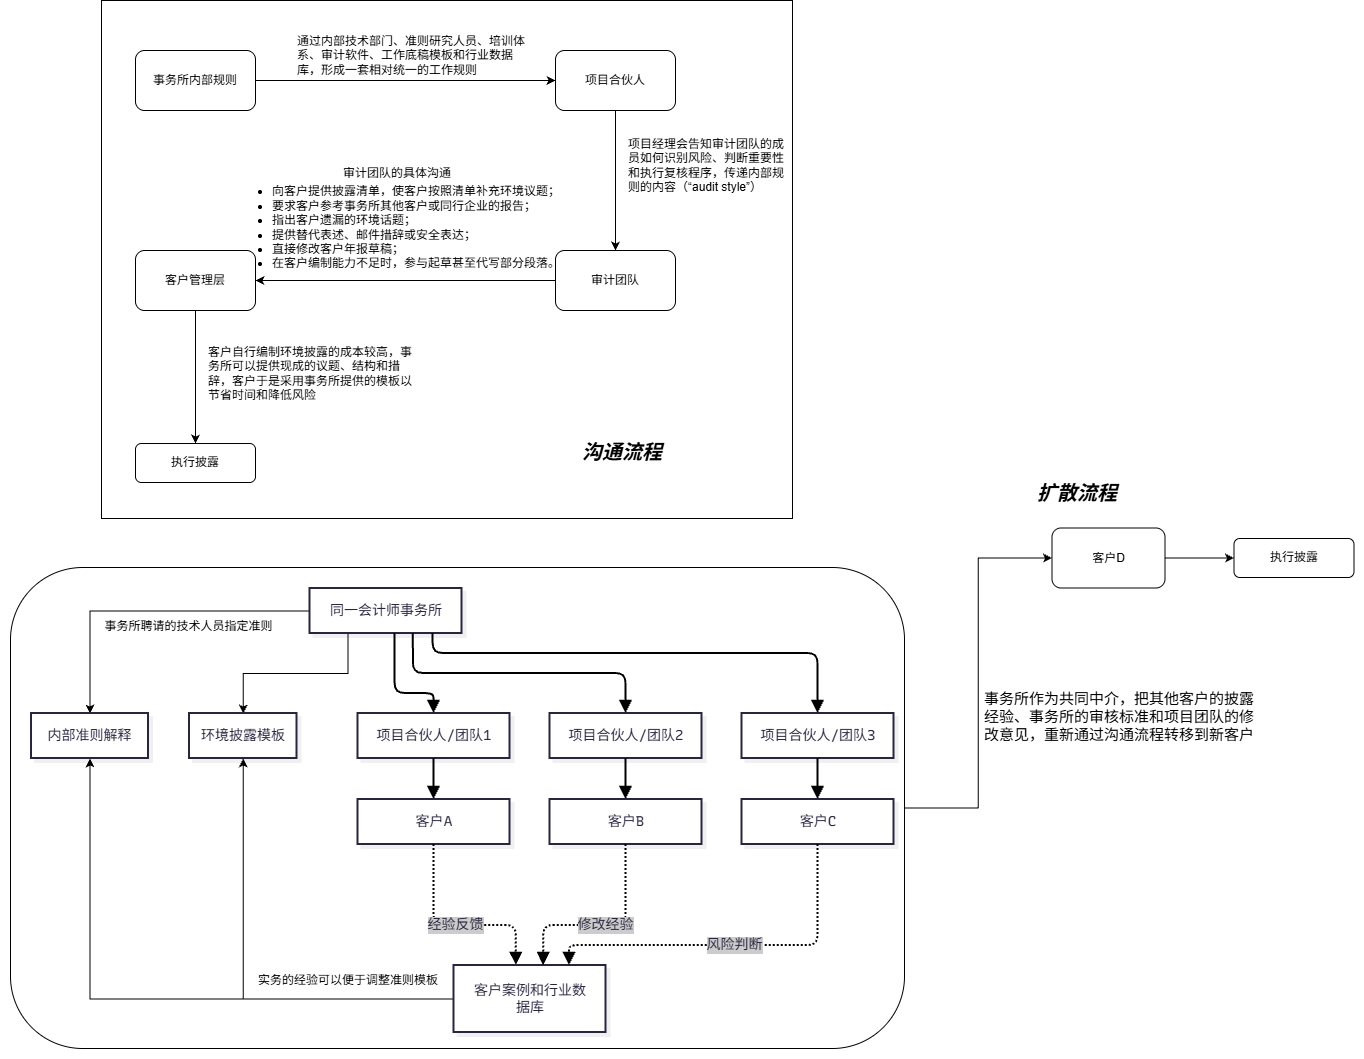 通过内部技术部门、准则研究人员、培训体
系、审计软件、工作底稿模板和行业数据
库，形成一套相对统一的工作规则
事务所内部规则
项目合伙人
项目经理会告知审计团队的成
员如何识别风险、判断重要性
和执行复核程序，传递内部规
则的内容（“audit style”）
审计团队的具体沟通
向客户提供披露清单，使客户按照清单补充环境议题；
要求客户参考事务所其他客户或同行企业的报告；
指出客户遗漏的环境话题；
提供替代表述、邮件措辞或安全表达；
直接修改客户年报草稿；
在客户编制能力不足时，参与起草甚至代写部分段落。
客户管理层
审计团队
客户自行编制环境披露的成本较高，事
务所可以提供现成的议题、结构和措
辞，客户于是采用事务所提供的模板以
节省时间和降低风险
沟通流程
执行披露
扩散流程
客户D
执行披露
同一会计师事务所
事务所聘请的技术人员指定准则
事务所作为共同中介，把其他客户的披露
经验、事务所的审核标准和项目团队的修
改意见，重新通过沟通流程转移到新客户
内部准则解释
环境披露模板
项目合伙人/团队1
项目合伙人/团队2
项目合伙人/团队3
客户A
客户B
客户C
经验反馈
修改经验
风险判断
实务的经验可以便于调整准则模板
客户案例和行业数
据库